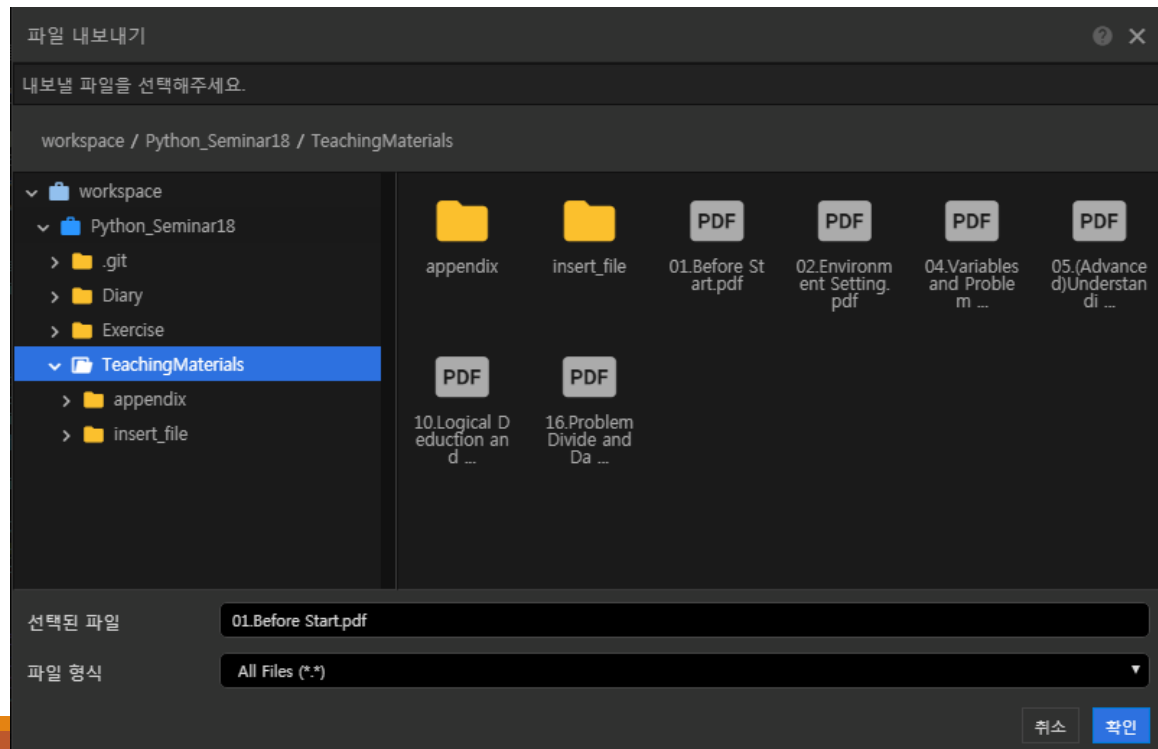 파일 내보내기
내보낼 파일을 선택해주세요.
workspace / Python_Seminar18 / TeachingMaterials
workspace
Python_Seminar18
.git
Diary
Exercise
TeachingMaterials
appendix
insert_file
appendix
insert_file
PDF
01.Before St
art.pdf
PDF
02.Environm
ent Setting.
pdf
PDF
04.Variables
and Proble
m ...
PDF
05.(Advance
d)Understan
di ...
PDF
10.Logical D
eduction an
d ...
PDF
16.Problem
Divide and
Da ...
선택된 파일
01.Before Start.pdf
파일 형식
All Files (*.*)
취소
확인